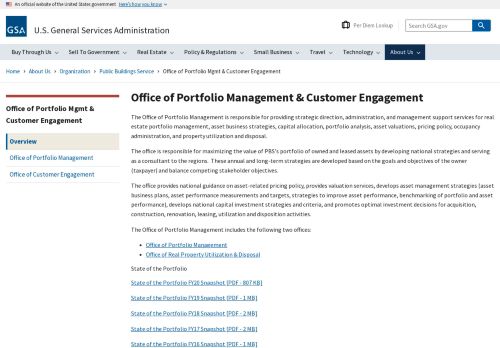 An official website of the United States government Here's how you know
GSA
U.S. General Services Administration
Per Diem Lookup
Search GSA.gov
Buy Through Us Sell To Government Real Estate Policy & Regulations Small Business Travel Technology About Us
Home › About Us › Organization › Public Buildings Service › Office of Portfolio Mgmt & Customer Engagement
Office of Portfolio Mgmt &
Customer Engagement
Overview
Office of Portfolio Management
Office of Customer Engagement
Office of Portfolio Management & Customer Engagement
The Office of Portfolio Management is responsible for providing strategic direction, administration, and management support services for real
estate portfolio management, asset business strategies, capital allocation, portfolio analysis, asset valuations, pricing policy, occupancy
administration, and property utilization and disposal.
The office is responsible for maximizing the value of PBS's portfolio of owned and leased assets by developing national strategies and serving
as a consultant to the regions. These annual and long-term strategies are developed based on the goals and objectives of the owner
(taxpayer) and balance competing stakeholder objectives.
The office provides national guidance on asset-related pricing policy, provides valuation services, develops asset management strategies (asset
business plans, asset performance measurements and targets, strategies to improve asset performance, benchmarking of portfolio and asset
performance), develops national capital investment strategies and criteria, and promotes optimal investment decisions for acquisition,
construction, renovation, leasing, utilization and disposition activities.
The Office of Portfolio Management includes the following two offices:
• Office of Portfolio Management
• Office of Real Property Utilization & Disposal
State of the Portfolio
State of the Portfolio FY20 Snapshot [PDF - 807 KB]
State of the Portfolio FY19 Snapshot [PDF - 1 MB]
State of the Portfolio FY18 Snapshot [PDF - 2 MB]
State of the Portfolio FY17 Snapshot [PDF - 2 MB]
State of the Portfolio FY16 Snapshot [PDF - 1 MB]